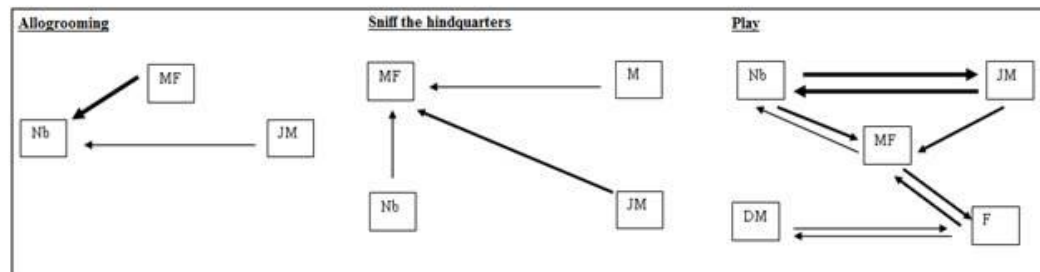 Allogrooming
MF
Nb
JM
Sniff the hindquarters
MF
M
Nb
JM
Play
Nb
JM
MF
DM
F